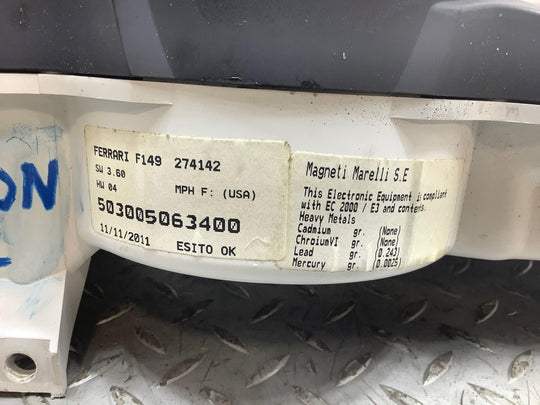 ON
FERRARI F149 274142
SW 3.60
HW 04 MPH F: (USA)
503005063400
11/11/2011 ESITO OK
Magneti Marelli S.E
This Electronic Equipment is compliant
with EC 2000 / E3 and contents.
Heavy Metals
Cadmium gr. (None)
ChroiumVI gr. (None)
Lead gr. (0.243)
Mercury gr. (0.0025)